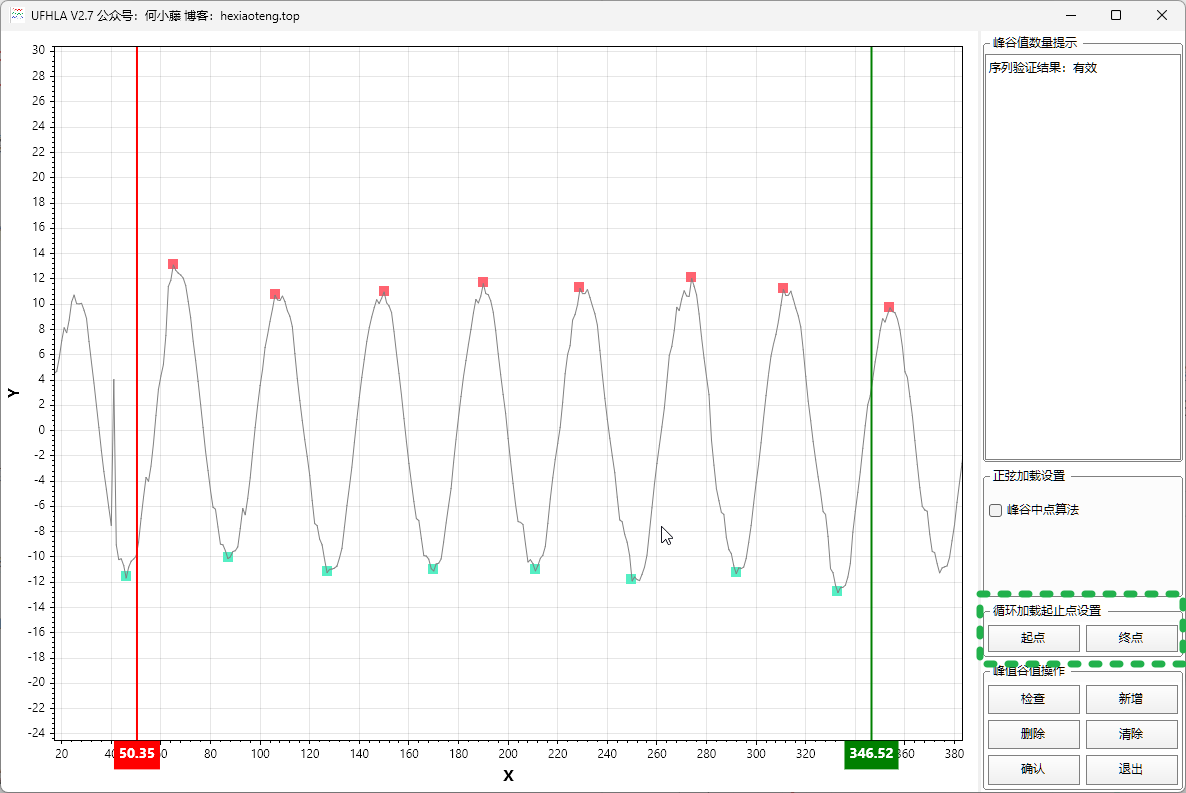 UFHLA V2.7 公众号：何小藤 博客：hexiaoteng.top
峰谷值数量提示
序列验证结果：有效
30
28
26
24
22
20
18
16
14
12
10
8
6
4
2
0
-2
-4
-6
-8
-10
-12
-14
-16
-18
-20
-22
-24
Y
20 40 60 80 100 120 140 160 180 200 220 240 260 280 300 320 360 380
50.35 346.52
X
正弦加载设置
峰谷中点算法
循环加载起止点设置
起点 终点
峰值谷值操作
检查 新增
删除 清除
确认 退出